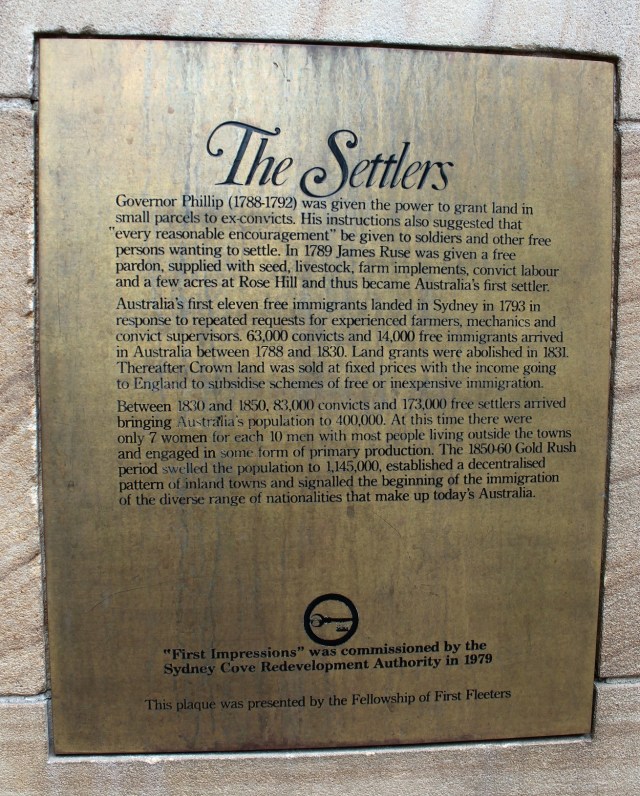 The Settlers
Governor Phillip (1788-1792) was given the power to grant land in
small parcels to ex-convicts. His instructions also suggested that
"every reasonable encouragement" be given to soldiers and other free
persons wanting to settle. In 1789 James Ruse was given a free
pardon, supplied with seed, livestock, farm implements, convict labour
and a few acres at Rose Hill and thus became Australia's first settler.
Australia's first eleven free immigrants landed in Sydney in 1793 in
response to repeated requests for experienced farmers, mechanics and
convict supervisors. 63,000 convicts and 14,000 free immigrants arrived
in Australia between 1788 and 1830. Land grants were abolished in 1831.
Thereafter Crown land was sold at fixed prices with the income going
to England to subsidise schemes of free or inexpensive immigration.
Between 1830 and 1850, 83,000 convicts and 173,000 free settlers arrived
bringing Australia's population to 400,000. At this time there were
only 7 women for each 10 men with most people living outside the towns
and engaged in some form of primary production. The 1850-60 Gold Rush
period swelled the population to 1,145,000, established a decentralised
pattern of inland towns and signalled the beginning of the immigration
of the diverse range of nationalities that make up today's Australia.
"First Impressions" was commissioned by the
Sydney Cove Redevelopment Authority in 1979
This plaque was presented by the Fellowship of First Fleeters